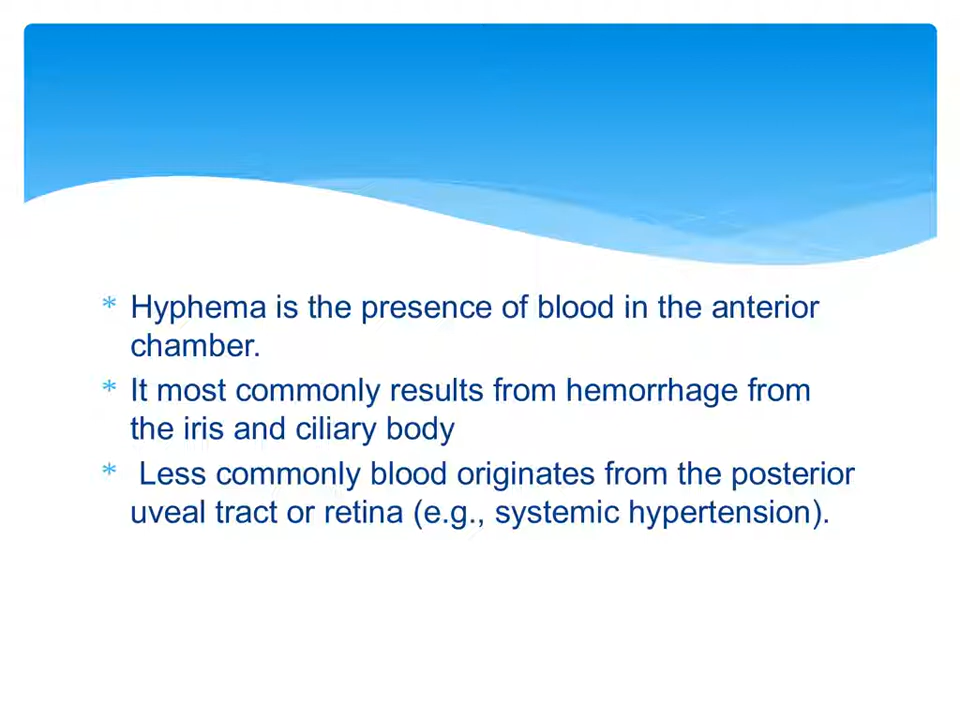 * Hyphema is the presence of blood in the anterior
chamber.
* It most commonly results from hemorrhage from
the iris and ciliary body
* Less commonly blood originates from the posterior
uveal tract or retina (e.g., systemic hypertension).